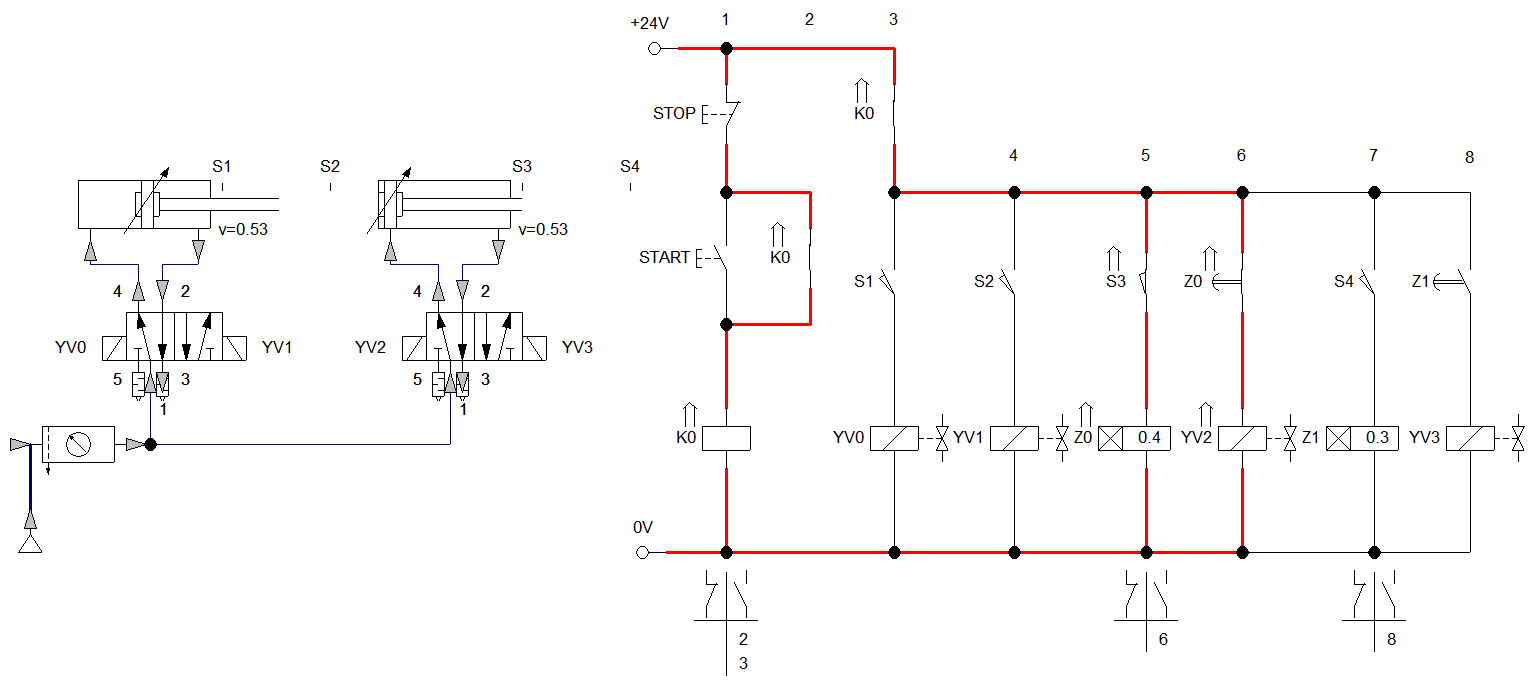 +24V 1 2 3
STOP K0
S1 S2 S3 S4 4 5 6 7 8
v=0.53 v=0.53
START K0
S1 S2 S3 Z0 S4 Z1
4 2 4 2
YV0 YV1 YV2 YV3
5 3 5 3
1 1
K0 YV0 YV1 Z0 0.4 YV2 Z1 0.3 YV3
0V
2 6 8
3